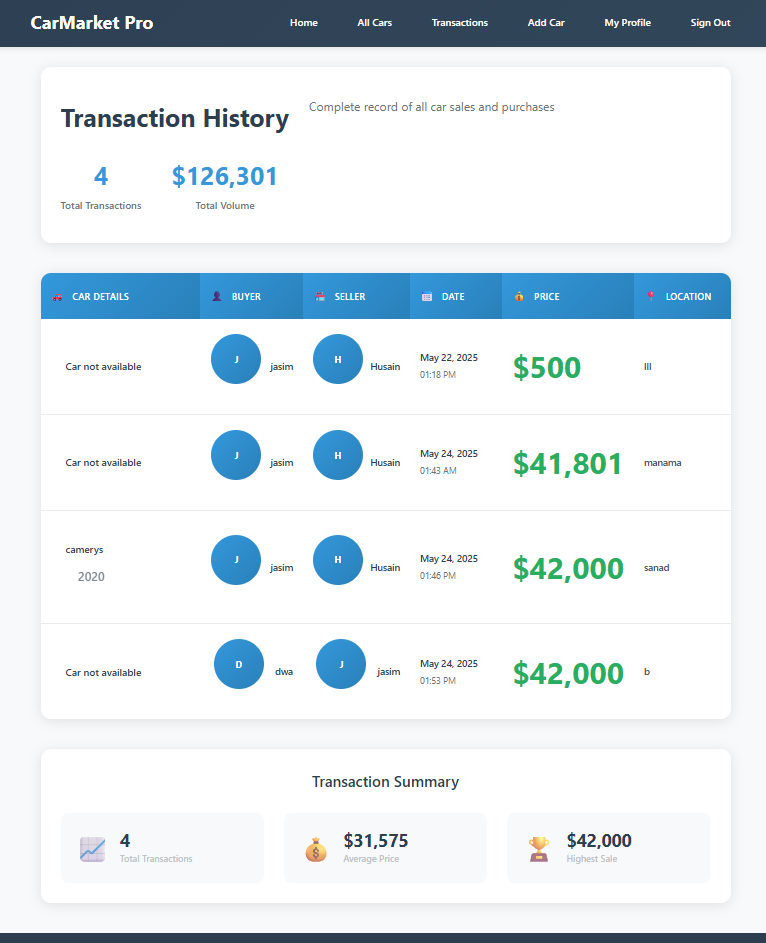 CarMarket Pro Home All Cars Transactions Add Car My Profile Sign Out
Transaction History Complete record of all car sales and purchases
4 $126,301
Total Transactions Total Volume
CAR DETAILS BUYER SELLER DATE PRICE LOCATION
Car not available J jasim H Husain May 22, 2025 01:18 PM $500 lll
Car not available J jasim H Husain May 24, 2025 01:43 AM $41,801 manama
camerys 2020 J jasim H Husain May 24, 2025 01:46 PM $42,000 sanad
Car not available D dwa J jasim May 24, 2025 01:53 PM $42,000 b
Transaction Summary
4 $31,575 $42,000
Total Transactions Average Price Highest Sale